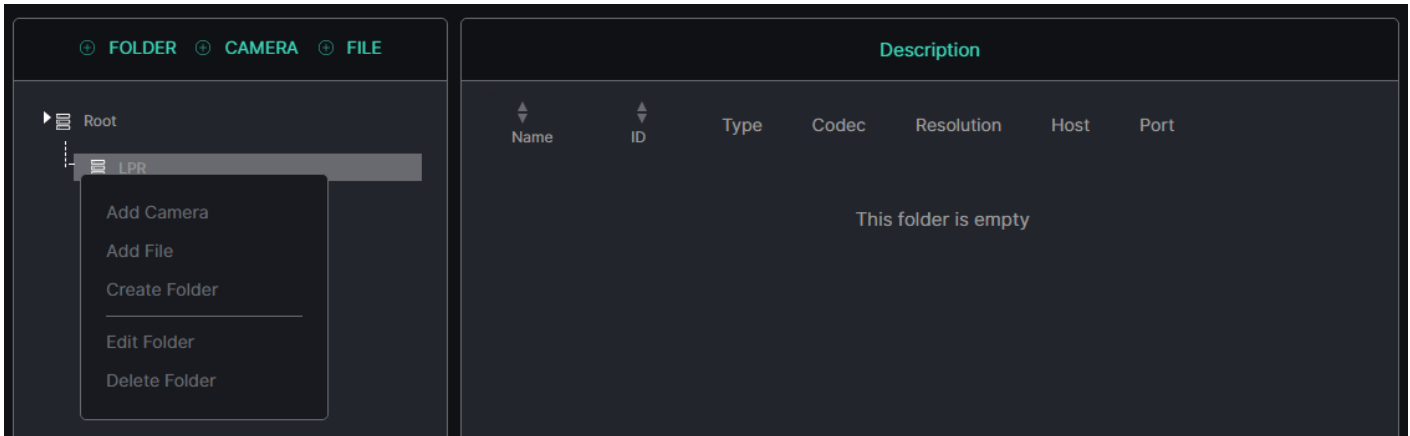 FOLDER CAMERA FILE
Root
LPR
Add Camera
Add File
Create Folder
Edit Folder
Delete Folder
Description
Name ID Type Codec Resolution Host Port
This folder is empty